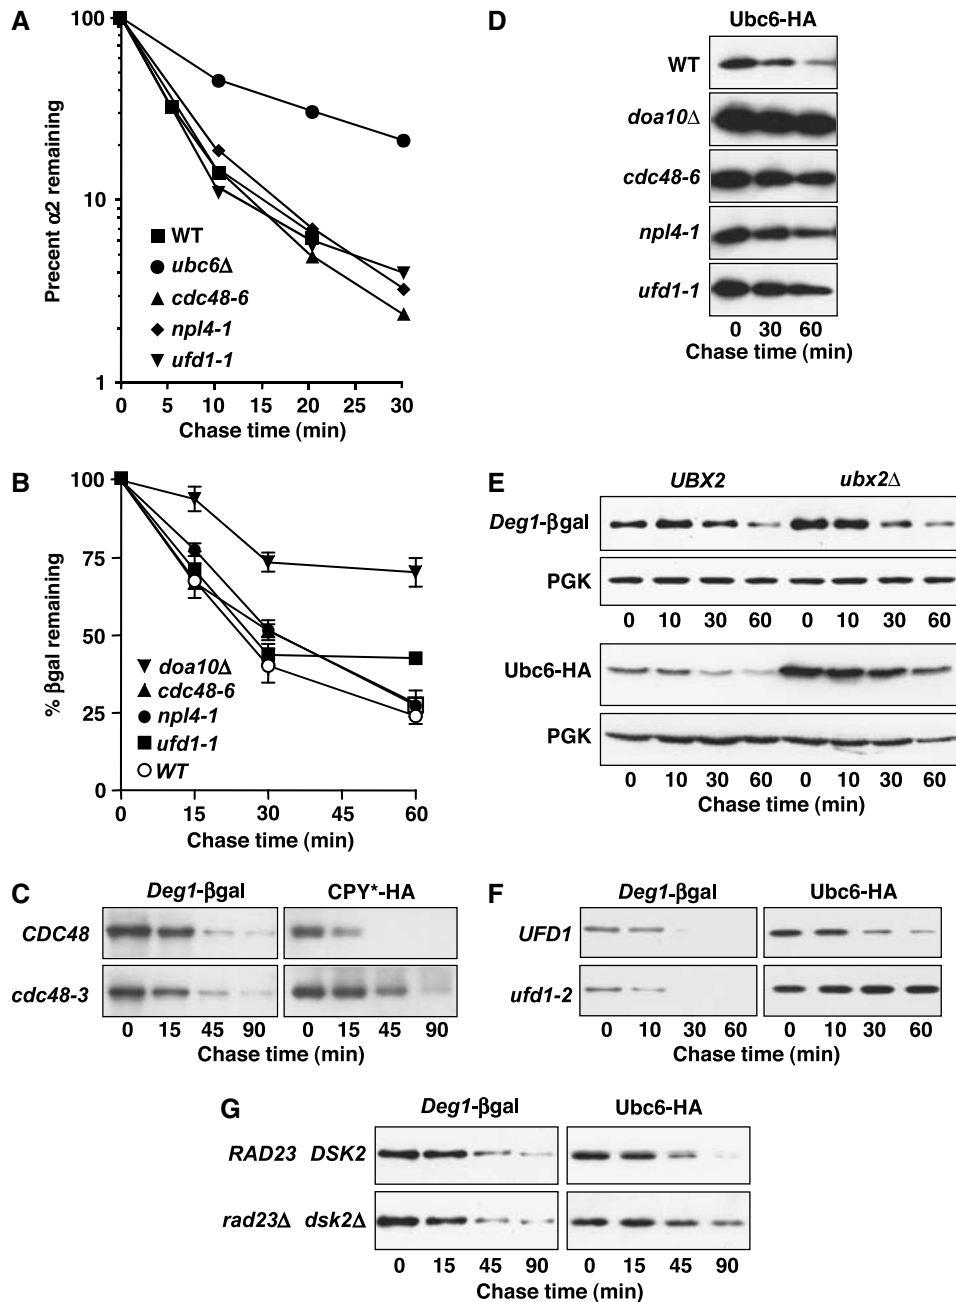 A
100
10
1
Precent α2 remaining
WT
ubc6Δ
cdc48-6
npl4-1
ufd1-1
0 5 10 15 20 25 30
Chase time (min)
B
100
75
50
25
0
% βgal remaining
doa10Δ
cdc48-6
npl4-1
ufd1-1
WT
0 15 30 45 60
Chase time (min)
C
Deg1-βgal CPY*-HA
CDC48
cdc48-3
0 15 45 90 0 15 45 90
Chase time (min)
D
Ubc6-HA
WT
doa10Δ
cdc48-6
npl4-1
ufd1-1
0 30 60
Chase time (min)
E
UBX2 ubx2Δ
Deg1-βgal
PGK
0 10 30 60 0 10 30 60
Ubc6-HA
PGK
0 10 30 60 0 10 30 60
Chase time (min)
F
Deg1-βgal Ubc6-HA
UFD1
ufd1-2
0 10 30 60 0 10 30 60
Chase time (min)
G
Deg1-βgal Ubc6-HA
RAD23 DSK2
rad23Δ dsk2Δ
0 15 45 90 0 15 45 90
Chase time (min)